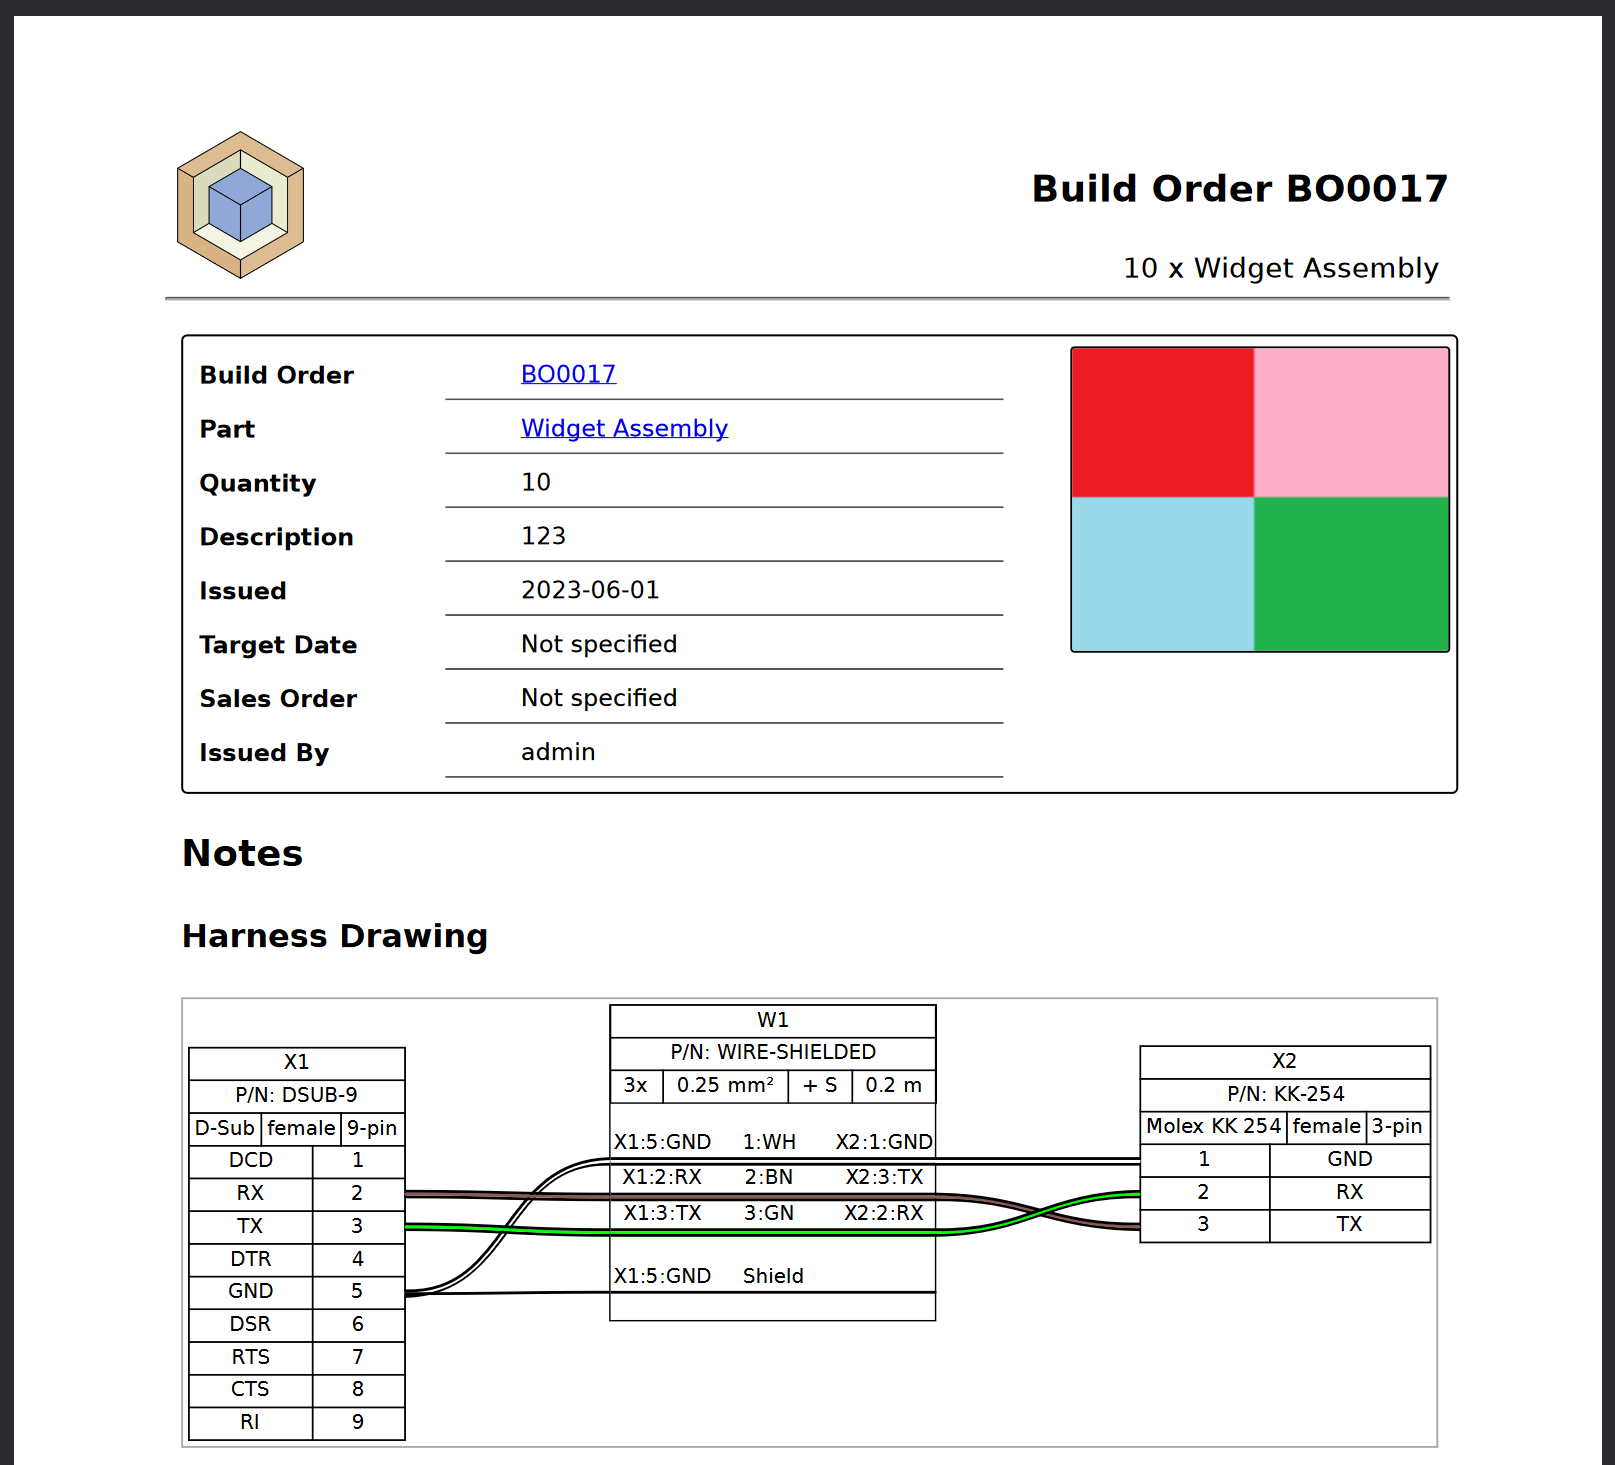 Build Order BO0017
10 x Widget Assembly
Build Order BO0017
Part Widget Assembly
Quantity 10
Description 123
Issued 2023-06-01
Target Date Not specified
Sales Order Not specified
Issued By admin
Notes
Harness Drawing
X1
P/N: DSUB-9
D-Sub female 9-pin
DCD 1
RX 2
TX 3
DTR 4
GND 5
DSR 6
RTS 7
CTS 8
RI 9
W1
P/N: WIRE-SHIELDED
3x 0.25 mm² + S 0.2 m
X1:5:GND 1:WH X2:1:GND
X1:2:RX 2:BN X2:3:TX
X1:3:TX 3:GN X2:2:RX
X1:5:GND Shield
X2
P/N: KK-254
Molex KK 254 female 3-pin
1 GND
2 RX
3 TX